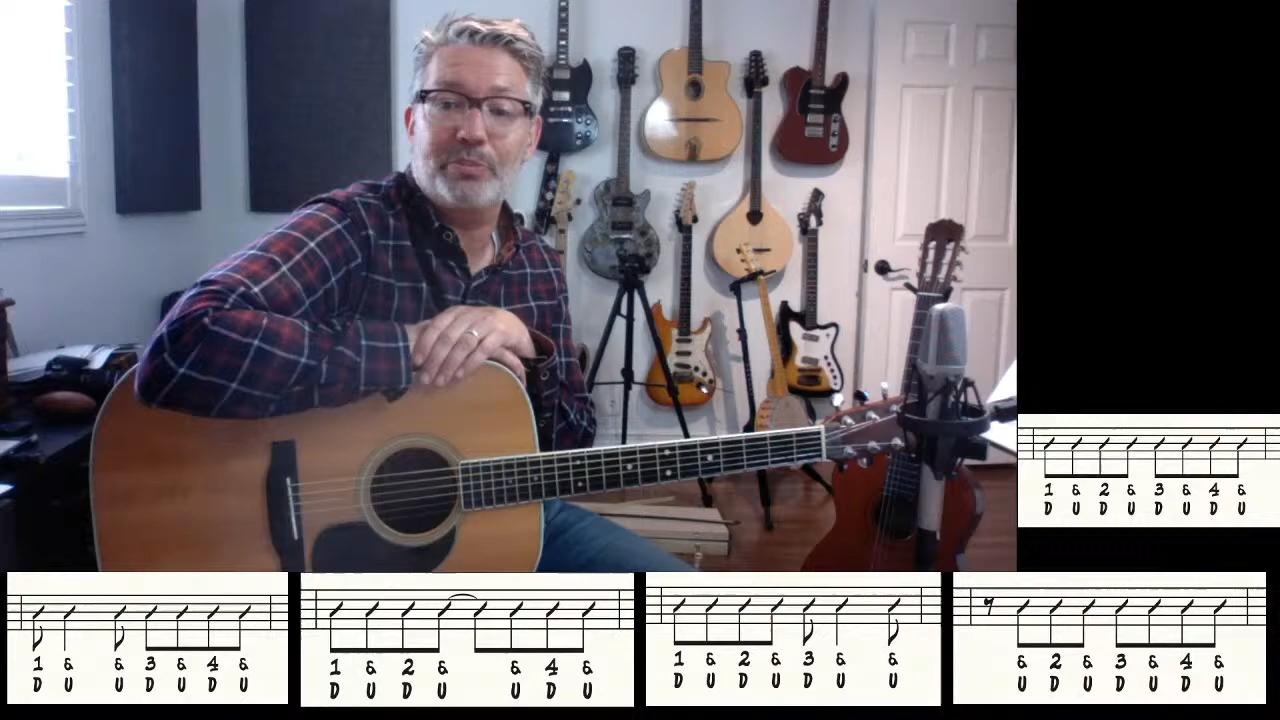 1 & 2 & 3 & 4 &
D U D U D U D U
1 & & 3 & 4 &
D U U D U D U
1 & 2 & & 4 &
D U D U U D U
1 & 2 & 3 & &
D U D U D U U
& 2 & 3 & 4 &
U D U D U D U